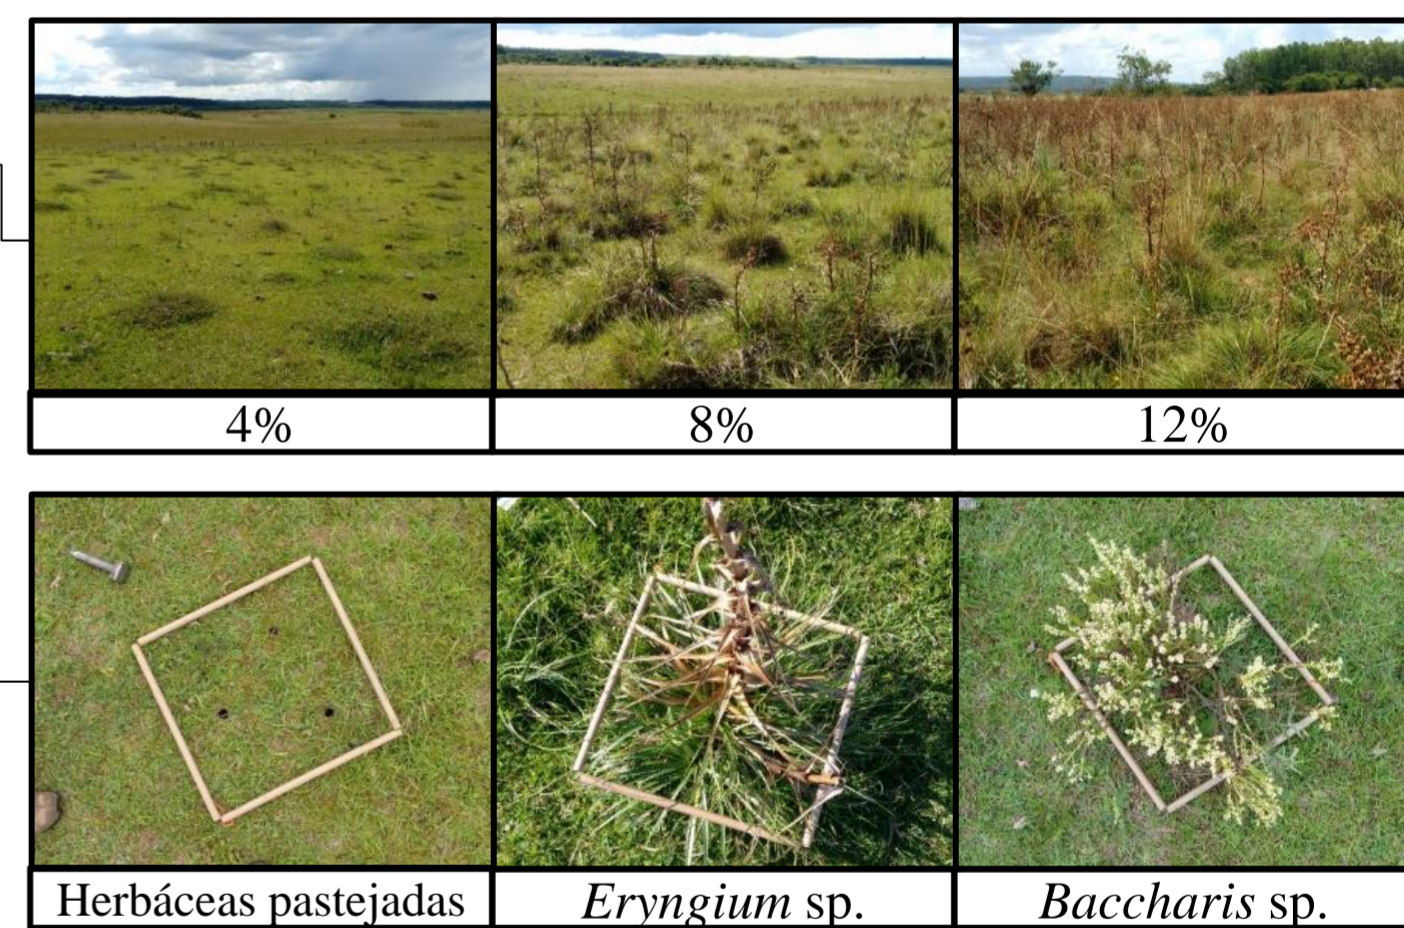 4%
8%
12%
Herbáceas pastejadas
Eryngium sp.
Baccharis sp.